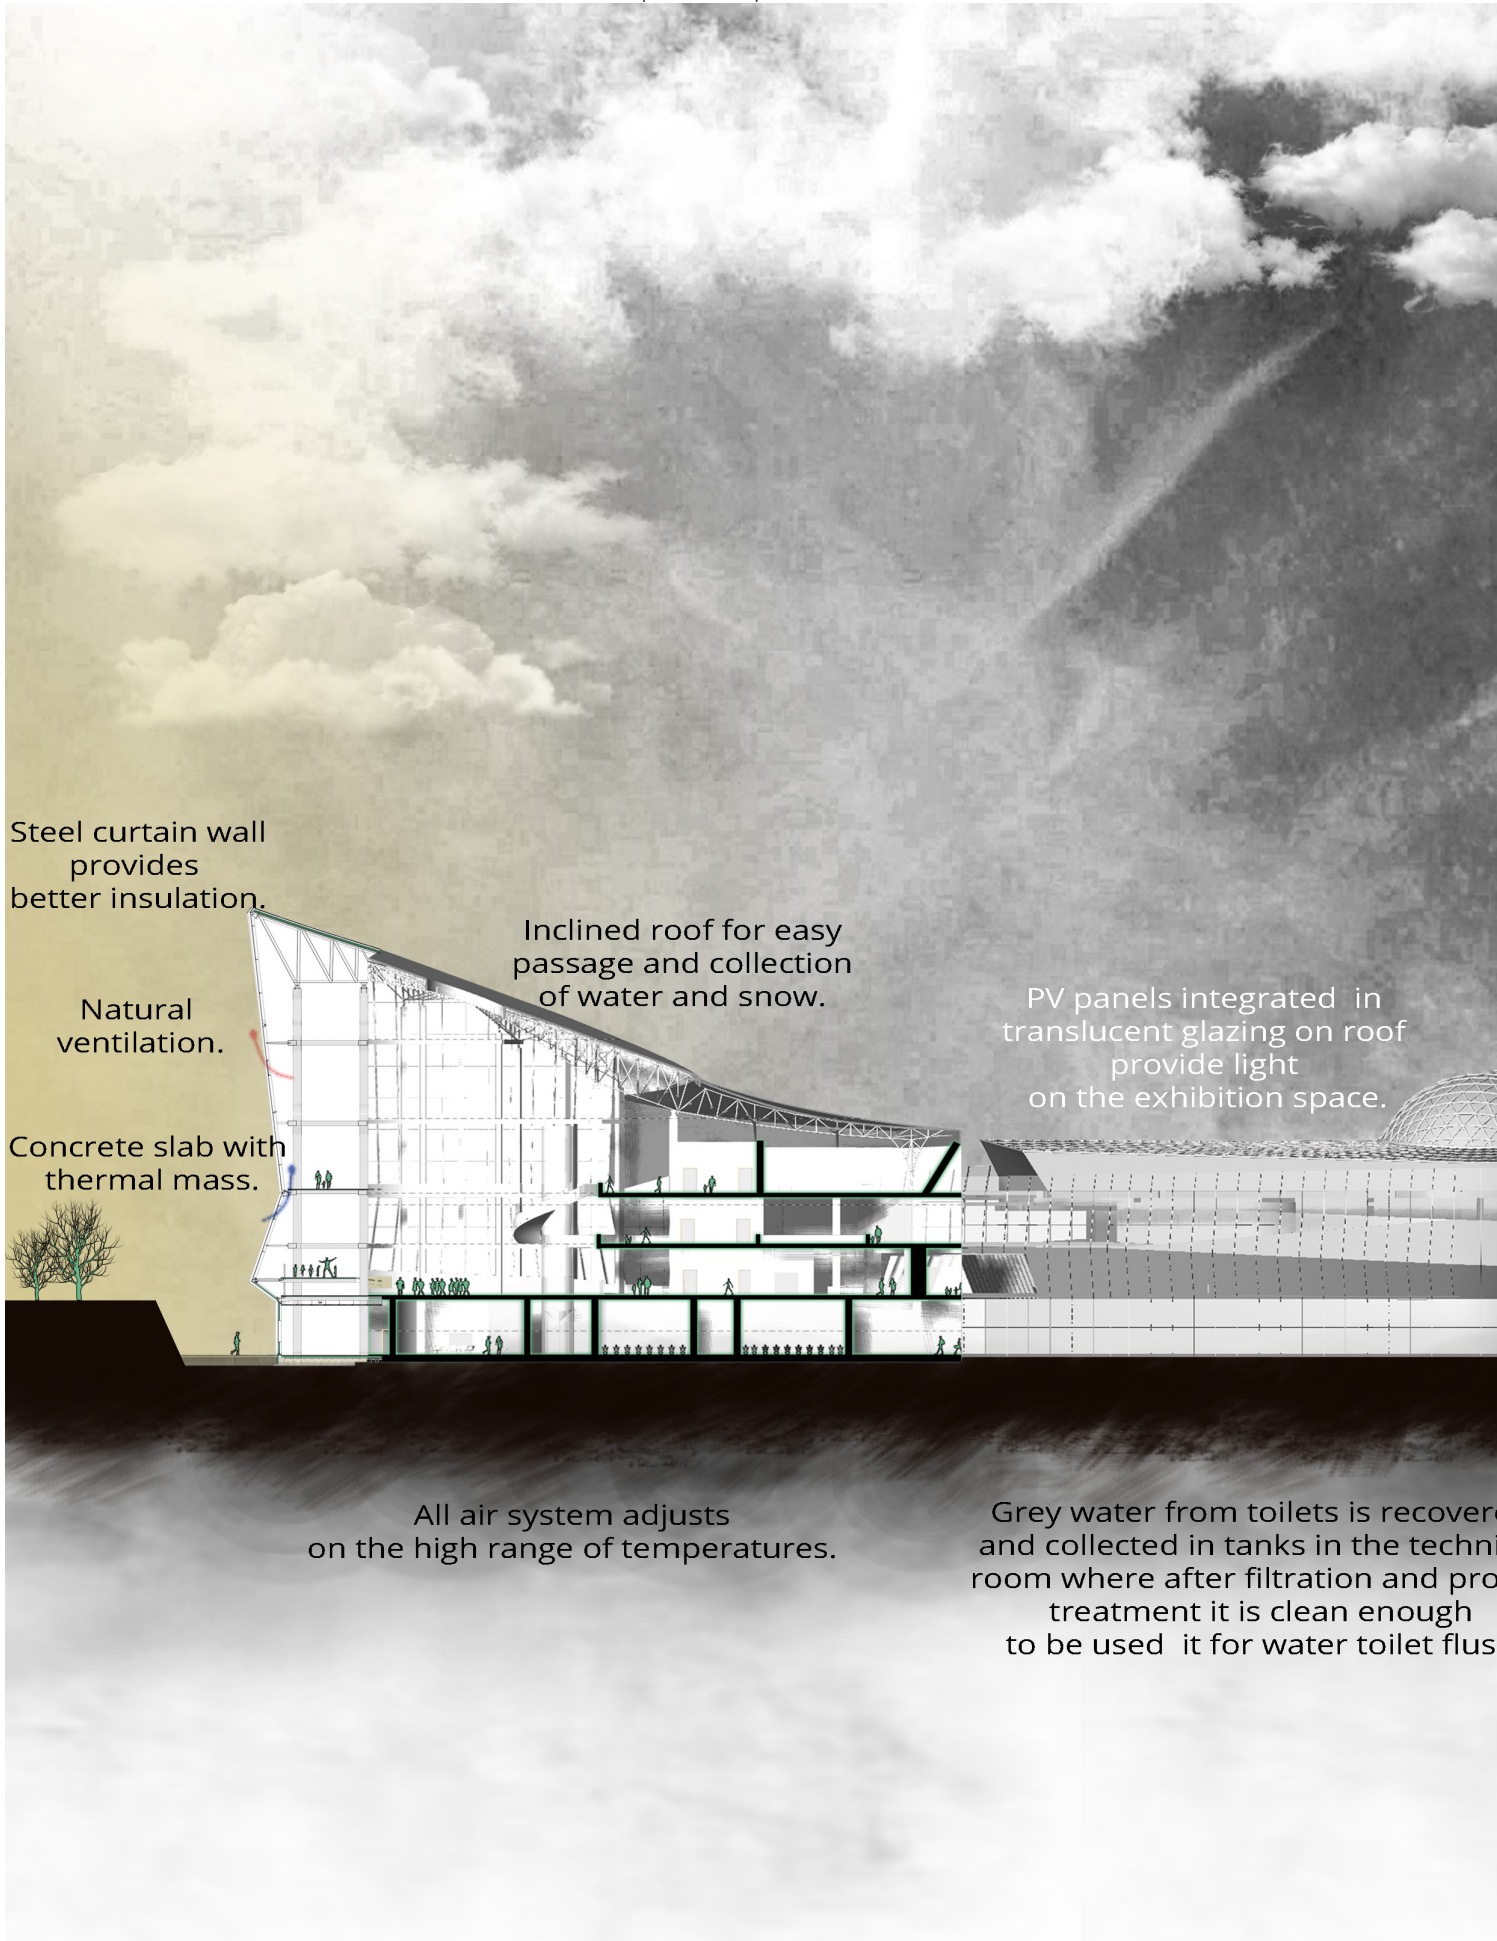 Steel curtain wall
provides
better insulation.
Inclined roof for easy
passage and collection
of water and snow.
Natural
ventilation.
PV panels integrated  in
translucent glazing on roof
provide light
on the exhibition space.
Concrete slab with
thermal mass.
All air system adjusts
on the high range of temperatures.
Grey water from toilets is
and collected in tanks in the
room where after filtration and
treatment it is clean enough
to be used  it for water toilet